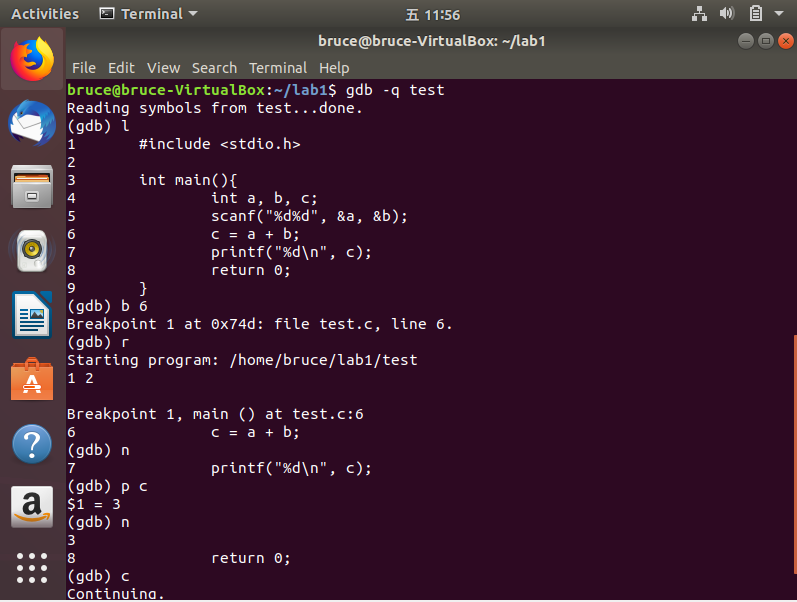 Activities Terminal 五 11:56
bruce@bruce-VirtualBox: ~/lab1
File Edit View Search Terminal Help
bruce@bruce-VirtualBox:~/lab1$ gdb -q test
Reading symbols from test...done.
(gdb) l
1 #include <stdio.h>
2
3 int main(){
4 int a, b, c;
5 scanf("%d%d", &a, &b);
6 c = a + b;
7 printf("%d\n", c);
8 return 0;
9 }
(gdb) b 6
Breakpoint 1 at 0x74d: file test.c, line 6.
(gdb) r
Starting program: /home/bruce/lab1/test
1 2
Breakpoint 1, main () at test.c:6
6 c = a + b;
(gdb) n
7 printf("%d\n", c);
(gdb) p c
$1 = 3
(gdb) n
3
8 return 0;
(gdb) c
Continuing.